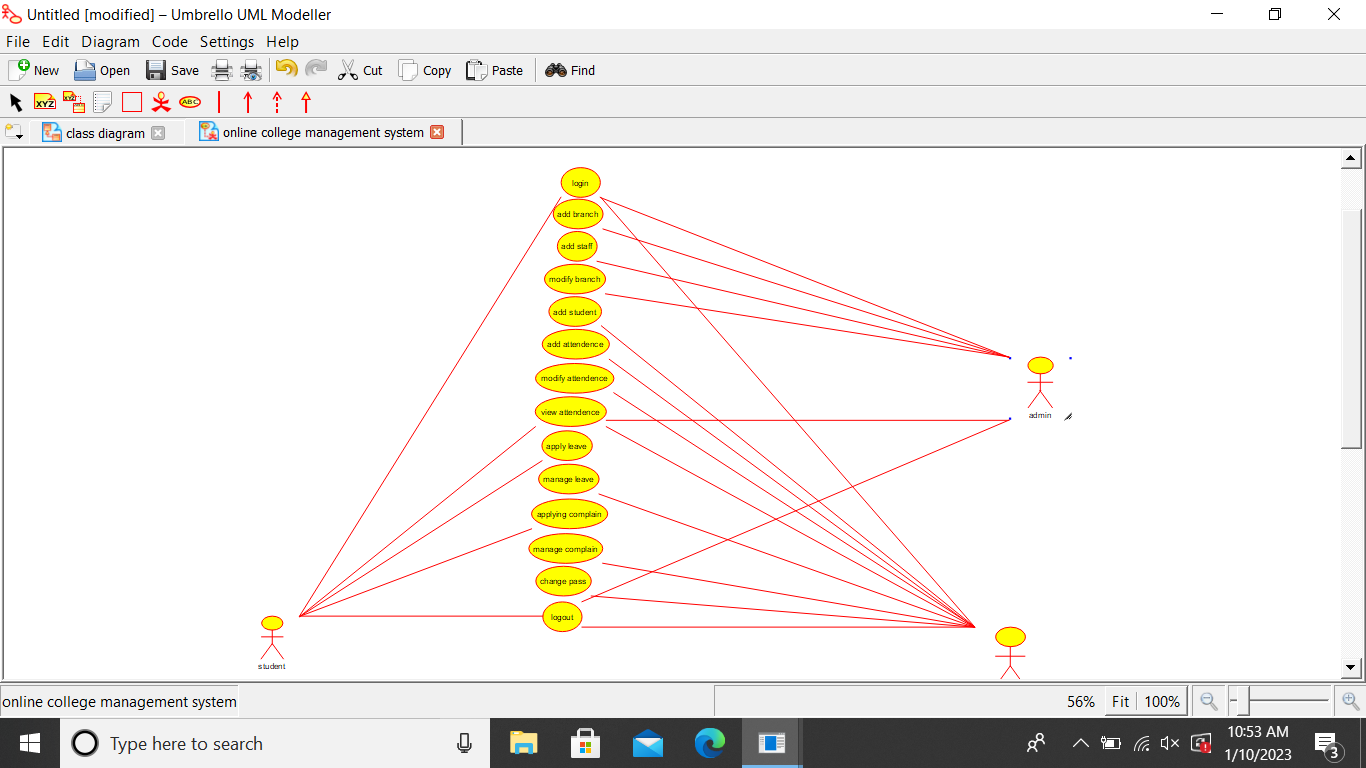 Untitled [modified] – Umbrello UML Modeller
File Edit Diagram Code Settings Help
New Open Save Cut Copy Paste Find
XYZ XYZ ABC
class diagram online college management system
login
add branch
add staff
modify branch
add student
add attendence
modify attendence
view attendence
apply leave
manage leave
applying complain
manage complain
change pass
logout
admin
student
online college management system 56% Fit 100%
Type here to search
10:53 AM
1/10/2023
3